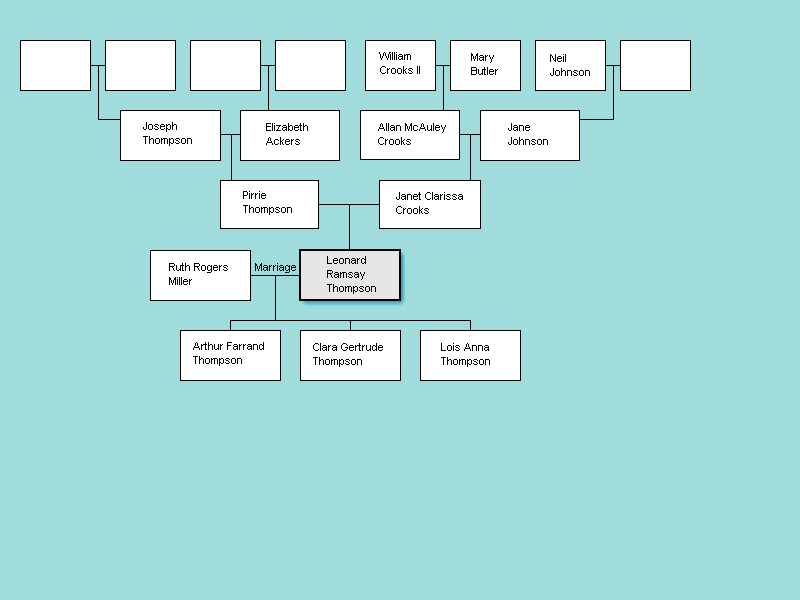 William
Crooks II
Mary
Butler
Neil
Johnson
Joseph
Thompson
Elizabeth
Ackers
Allan McAuley
Crooks
Jane
Johnson
Pirrie
Thompson
Janet Clarissa
Crooks
Ruth Rogers
Miller
Marriage
Leonard
Ramsay
Thompson
Arthur Farrand
Thompson
Clara Gertrude
Thompson
Lois Anna
Thompson